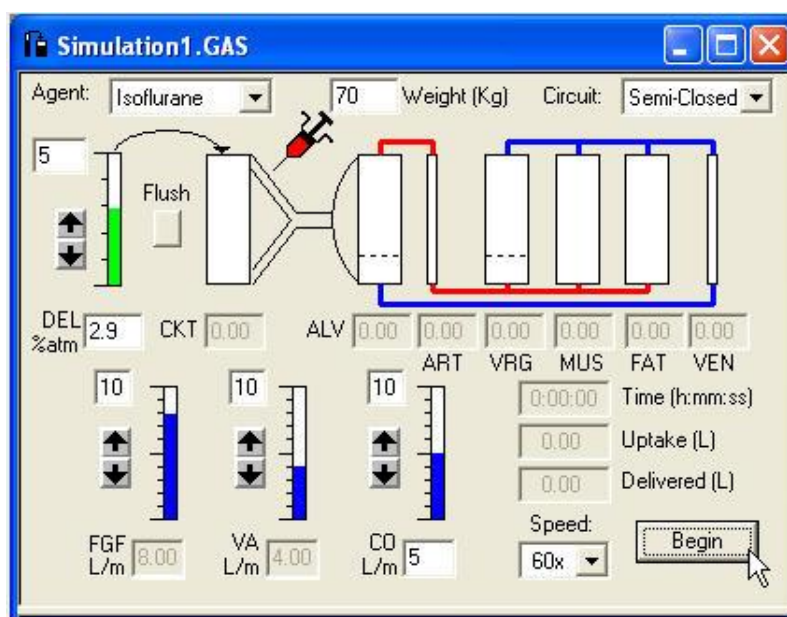 Simulation1.GAS
Agent: Isoflurane 70 Weight (Kg) Circuit: Semi-Closed
5
Flush
DEL %atm 2.9 CKT 0.00 ALV 0.00 0.00 0.00 0.00 0.00 0.00
ART VRG MUS FAT VEN
10 10 10
0:00:00 Time (h:mm:ss)
0.00 Uptake (L)
0.00 Delivered (L)
Speed:
FGF L/m 8.00 VA L/m 4.00 CO L/m 5 60x Begin